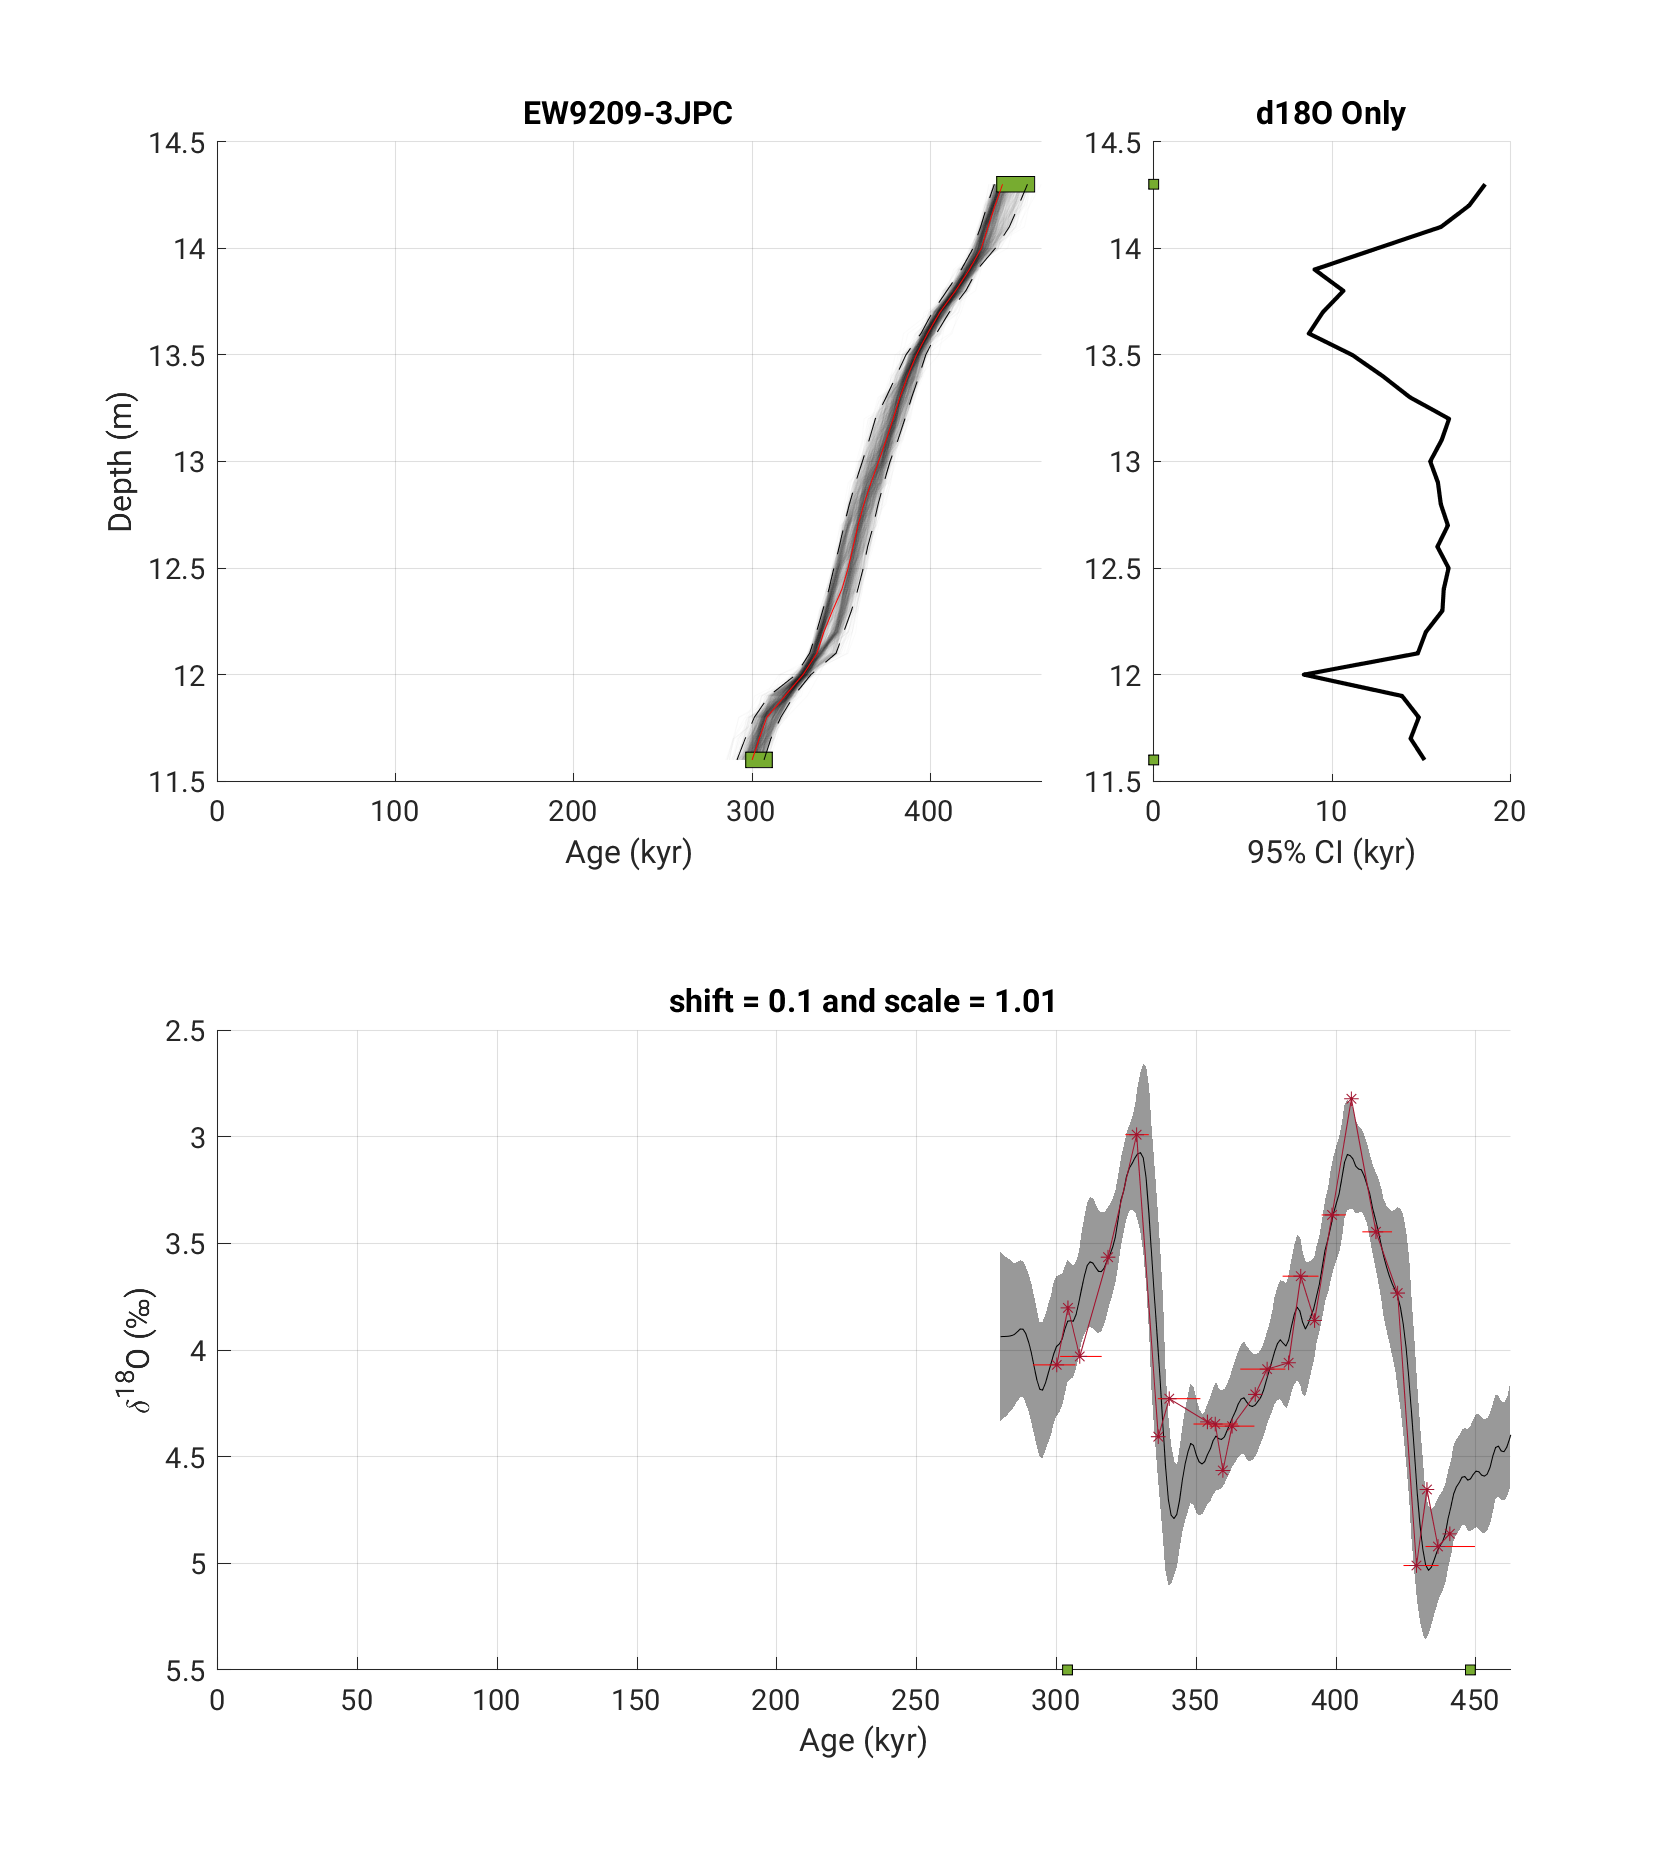 EW9209-3JPC
14.5
14
13.5
13
12.5
12
11.5
Depth (m)
0 100 200 300 400
Age (kyr)
d18O Only
14.5
14
13.5
13
12.5
12
11.5
0 10 20
95% CI (kyr)
shift = 0.1 and scale = 1.01
2.5
3
3.5
4
4.5
5
5.5
δ18O (‰)
0 50 100 150 200 250 300 350 400 450
Age (kyr)